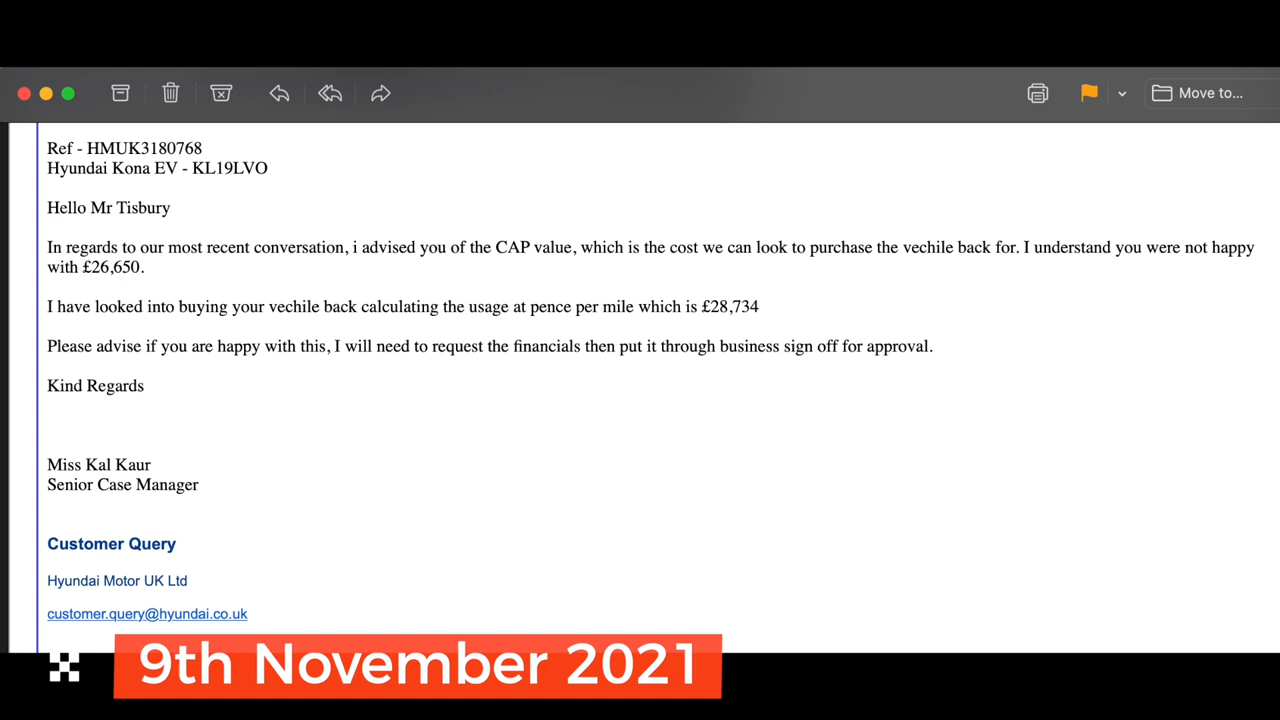 Move to...
Ref - HMUK3180768
Hyundai Kona EV - KL19LVO
Hello Mr Tisbury
In regards to our most recent conversation, i advised you of the CAP value, which is the cost we can look to purchase the vechile back for. I understand you were not happy
with £26,650.
I have looked into buying your vechile back calculating the usage at pence per mile which is £28,734
Please advise if you are happy with this, I will need to request the financials then put it through business sign off for approval.
Kind Regards
Miss Kal Kaur
Senior Case Manager
Customer Query
Hyundai Motor UK Ltd
customer.query@hyundai.co.uk
9th November 2021